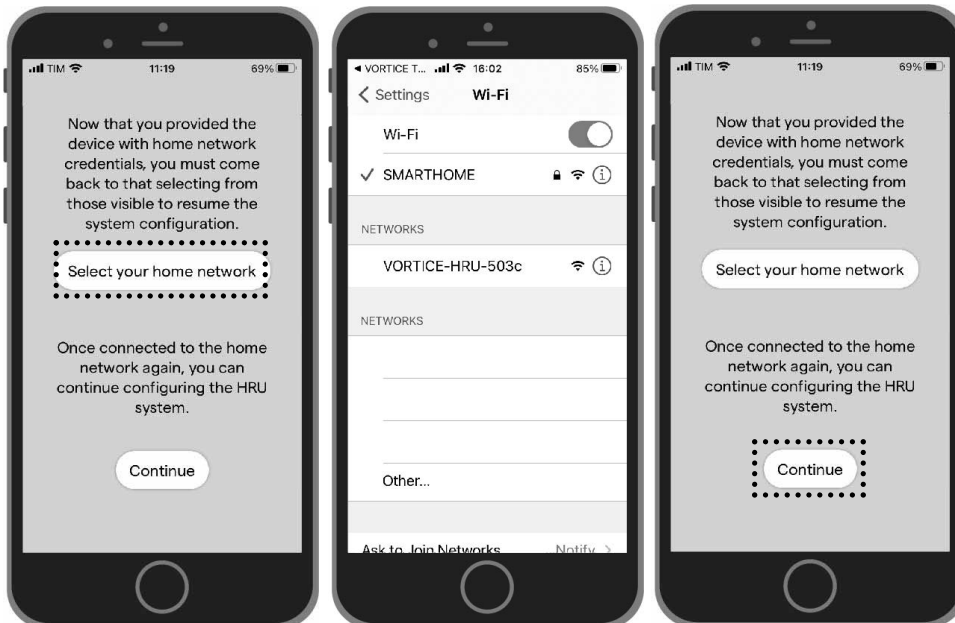 TIM 11:19 69%
Now that you provided the
device with home network
credentials, you must come
back to that selecting from
those visible to resume the
system configuration.
Select your home network
Once connected to the home
network again, you can
continue configuring the HRU
system.
Continue
VORTICE T... 16:02 85%
Settings Wi-Fi
Wi-Fi
SMARTHOME
NETWORKS
VORTICE-HRU-503c
NETWORKS
Other...
Ask to Join Networks Notify
TIM 11:19 69%
Now that you provided the
device with home network
credentials, you must come
back to that selecting from
those visible to resume the
system configuration.
Select your home network
Once connected to the home
network again, you can
continue configuring the HRU
system.
Continue